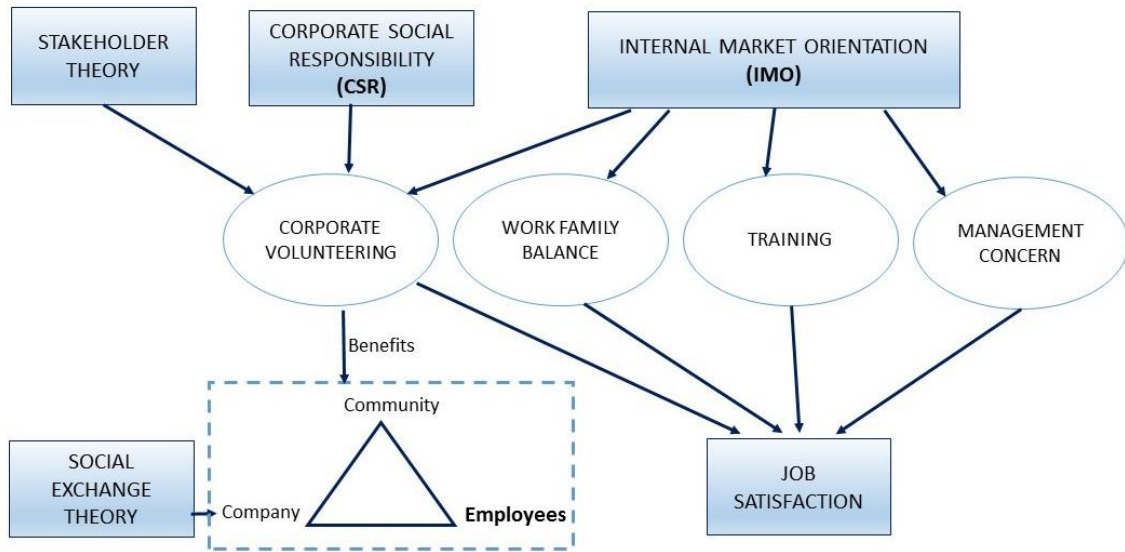 STAKEHOLDER
THEORY
CORPORATE SOCIAL
RESPONSIBILITY
(CSR)
INTERNAL MARKET ORIENTATION
(IMO)
CORPORATE
VOLUNTEERING
WORK FAMILY
BALANCE
TRAINING
MANAGEMENT
CONCERN
Benefits
Community
Company
Employees
SOCIAL
EXCHANGE
THEORY
JOB
SATISFACTION